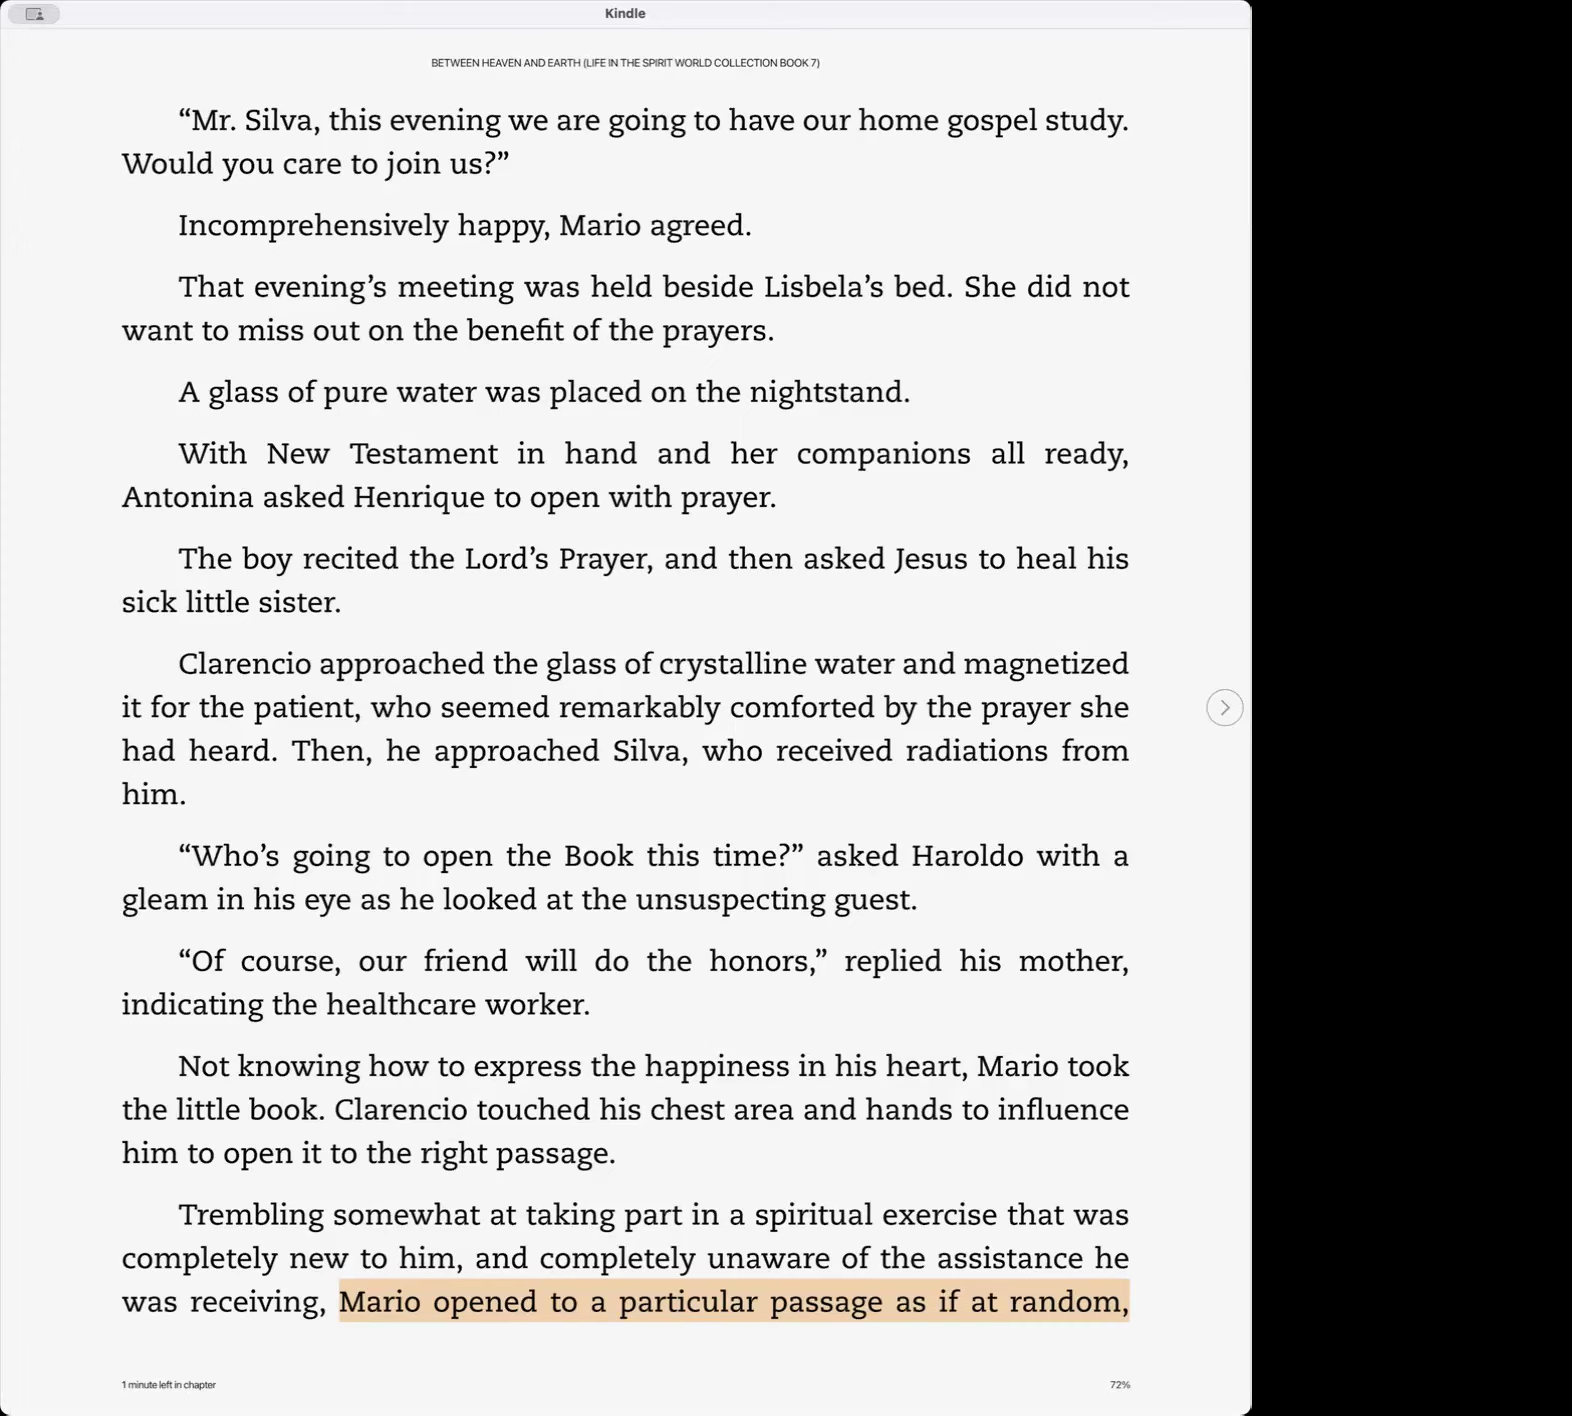 Kindle
BETWEEN HEAVEN AND EARTH (LIFE IN THE SPIRIT WORLD COLLECTION BOOK 7)
“Mr. Silva, this evening we are going to have our home gospel study.
Would you care to join us?”
Incomprehensively happy, Mario agreed.
That evening’s meeting was held beside Lisbela’s bed. She did not
want to miss out on the benefit of the prayers.
A glass of pure water was placed on the nightstand.
With New Testament in hand and her companions all ready,
Antonina asked Henrique to open with prayer.
The boy recited the Lord’s Prayer, and then asked Jesus to heal his
sick little sister.
Clarencio approached the glass of crystalline water and magnetized
it for the patient, who seemed remarkably comforted by the prayer she
had heard. Then, he approached Silva, who received radiations from
him.
“Who’s going to open the Book this time?” asked Haroldo with a
gleam in his eye as he looked at the unsuspecting guest.
“Of course, our friend will do the honors,” replied his mother,
indicating the healthcare worker.
Not knowing how to express the happiness in his heart, Mario took
the little book. Clarencio touched his chest area and hands to influence
him to open it to the right passage.
Trembling somewhat at taking part in a spiritual exercise that was
completely new to him, and completely unaware of the assistance he
was receiving, Mario opened to a particular passage as if at random,
1 minute left in chapter
72%